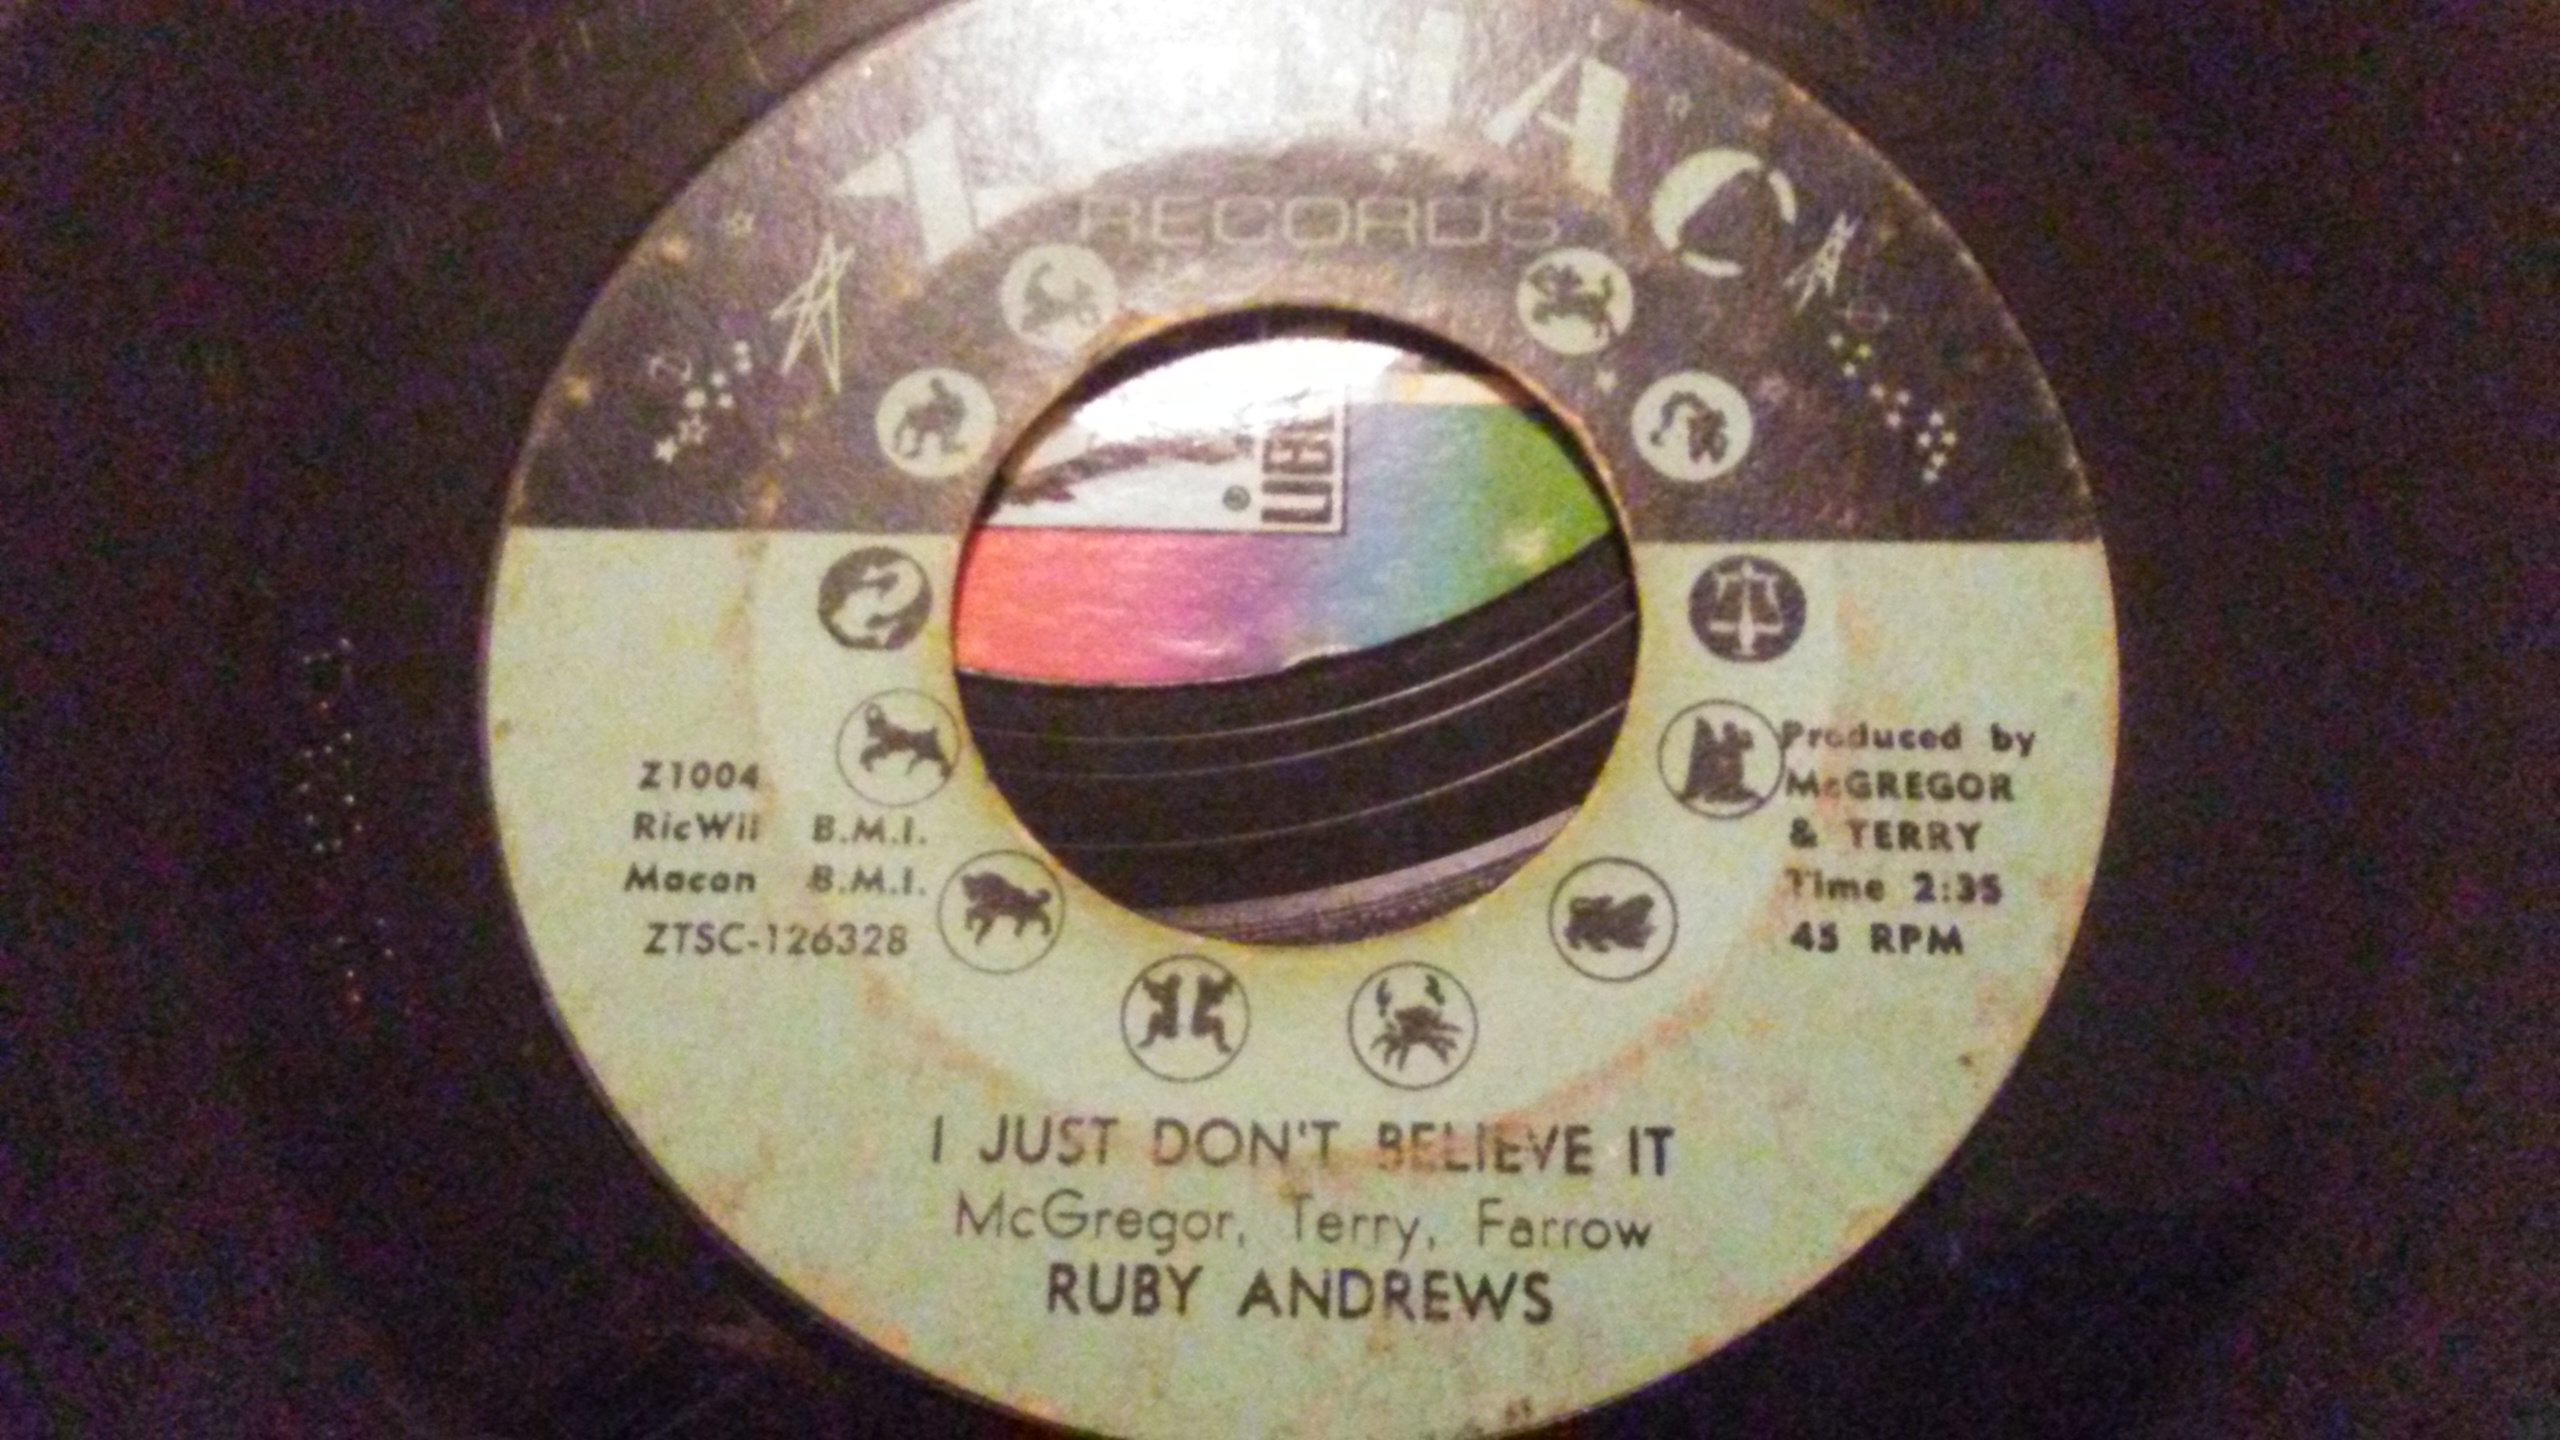 RECORDS
Z1004
RicWil B.M.I.
Macon B.M.I.
ZTSC-126328
Produced by
McGREGOR
& TERRY
Time 2:35
45 RPM
I JUST DON'T BELIEVE IT
McGregor, Terry, Farrow
RUBY ANDREWS